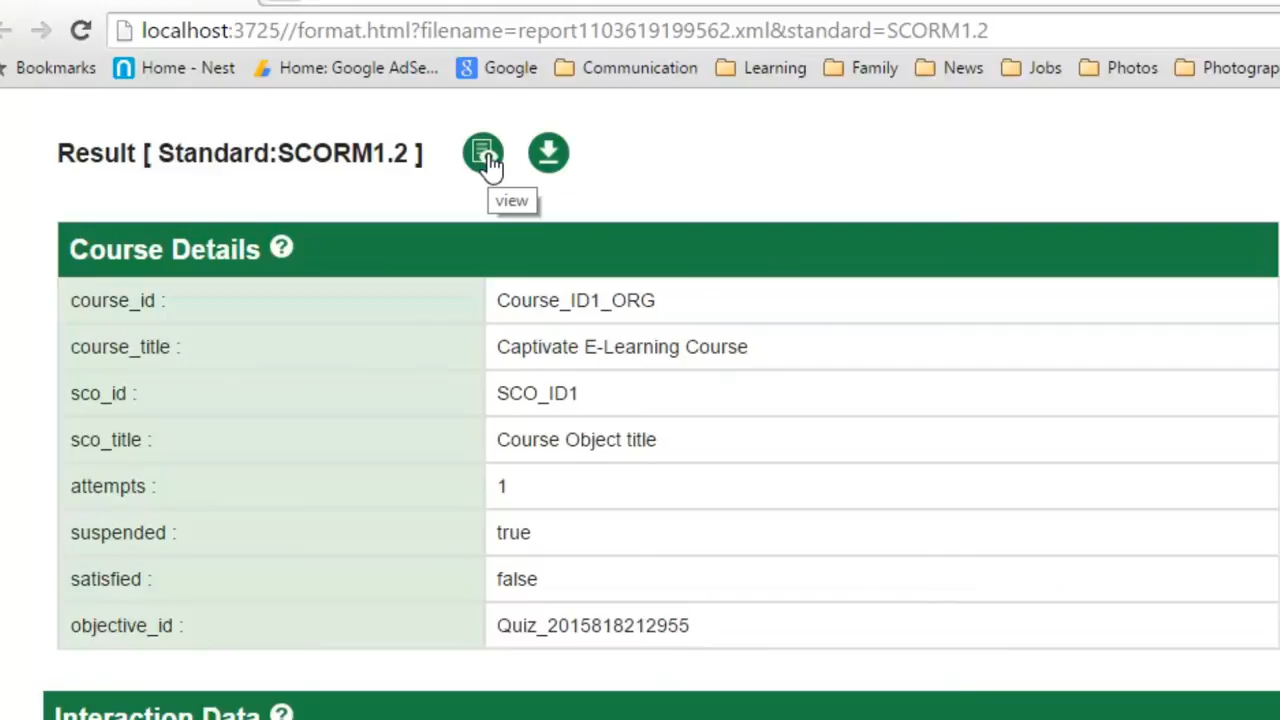 localhost:3725//format.html?filename=report1103619199562.xml&standard=SCORM1.2
Bookmarks Home - Nest Home: Google AdSe... Google Communication Learning Family News Jobs Photos Photograp
Result [ Standard:SCORM1.2 ]
view
Course Details ?
course_id : Course_ID1_ORG
course_title : Captivate E-Learning Course
sco_id : SCO_ID1
sco_title : Course Object title
attempts : 1
suspended : true
satisfied : false
objective_id : Quiz_2015818212955
Interaction Data ?